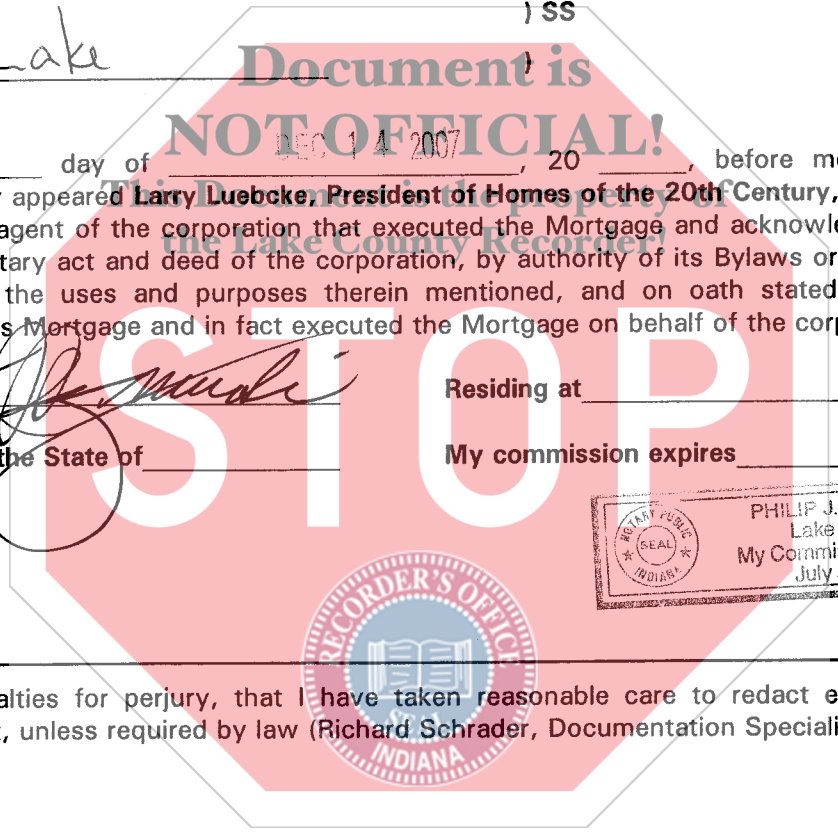 ) SS
Lake
)
Document is
NOT OFFICIAL!
This Document is the property of
the Lake County Recorder!
day of DEC 14 2007, 20 , before m
appeared Larry Luebcke, President of Homes of the 20th Century,
agent of the corporation that executed the Mortgage and acknowle
tary act and deed of the corporation, by authority of its Bylaws or
the uses and purposes therein mentioned, and on oath stated
s Mortgage and in fact executed the Mortgage on behalf of the corp
STOP
Residing at
the State of My commission expires
NOTARY PUBLIC
SEAL
INDIANA
PHILIP J.
Lake
My Commi
July
RECORDER'S OFFICE
SEAL
INDIANA
alties for perjury, that I have taken reasonable care to redact e
, unless required by law (Richard Schrader, Documentation Speciali